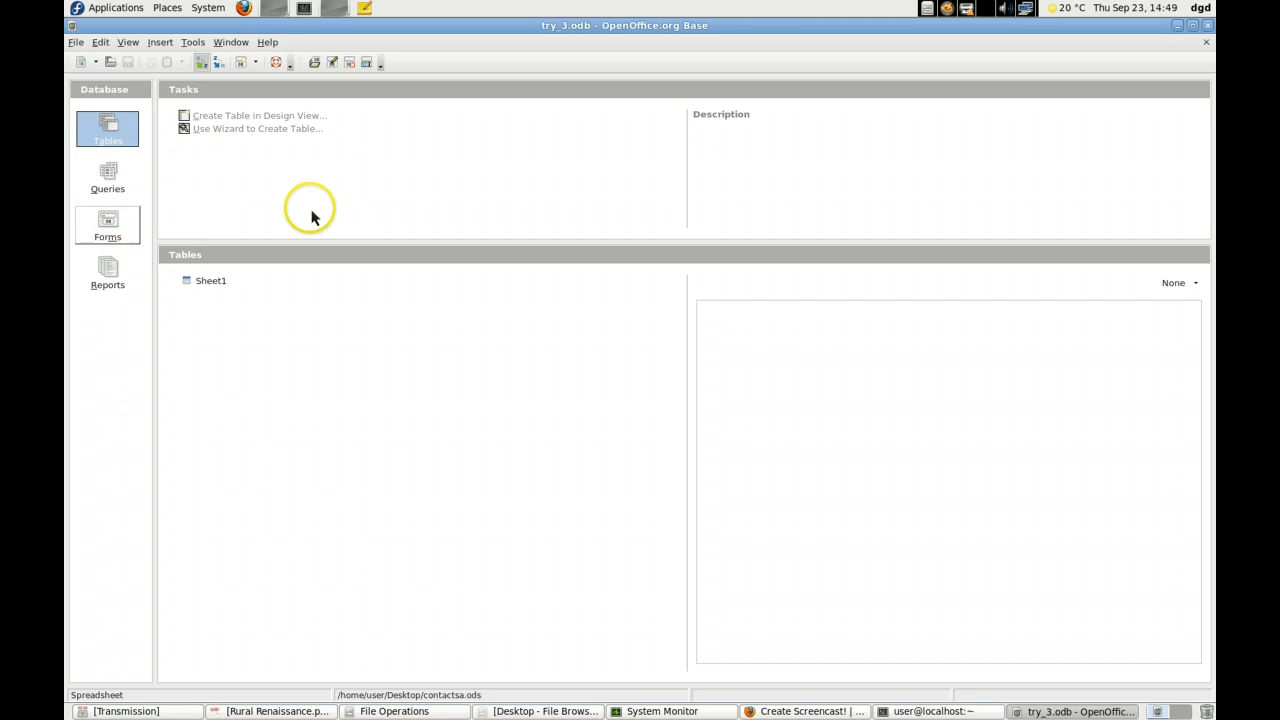 Applications Places System 20 °C Thu Sep 23, 14:49 dgd
try_3.odb - OpenOffice.org Base
File Edit View Insert Tools Window Help
Database Tasks
Create Table in Design View...
Use Wizard to Create Table...
Description
Tables
Queries
Forms
Reports
Tables
Sheet1
None
Spreadsheet /home/user/Desktop/contactsa.ods
[Transmission] [Rural Renaissance.p... File Operations [Desktop - File Brows... System Monitor Create Screencast! | ... user@localhost:~ try_3.odb - OpenOffic...